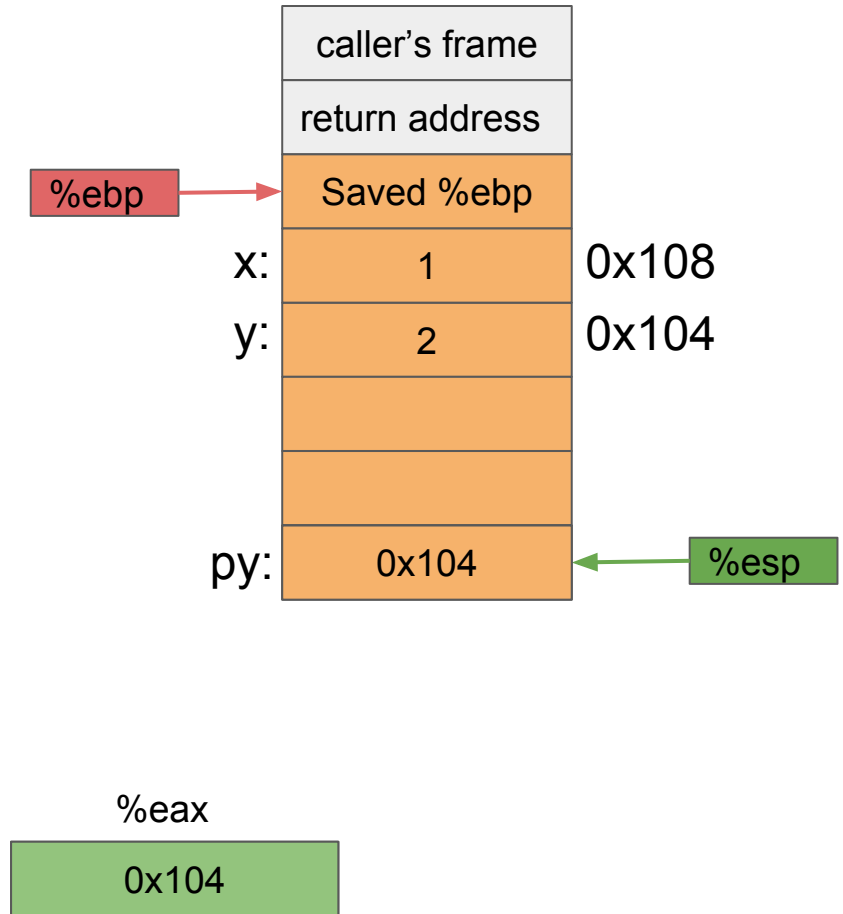 caller’s frame
return address
%ebp
Saved %ebp
x:
1
0x108
y:
2
0x104
py:
0x104
%esp
%eax
0x104